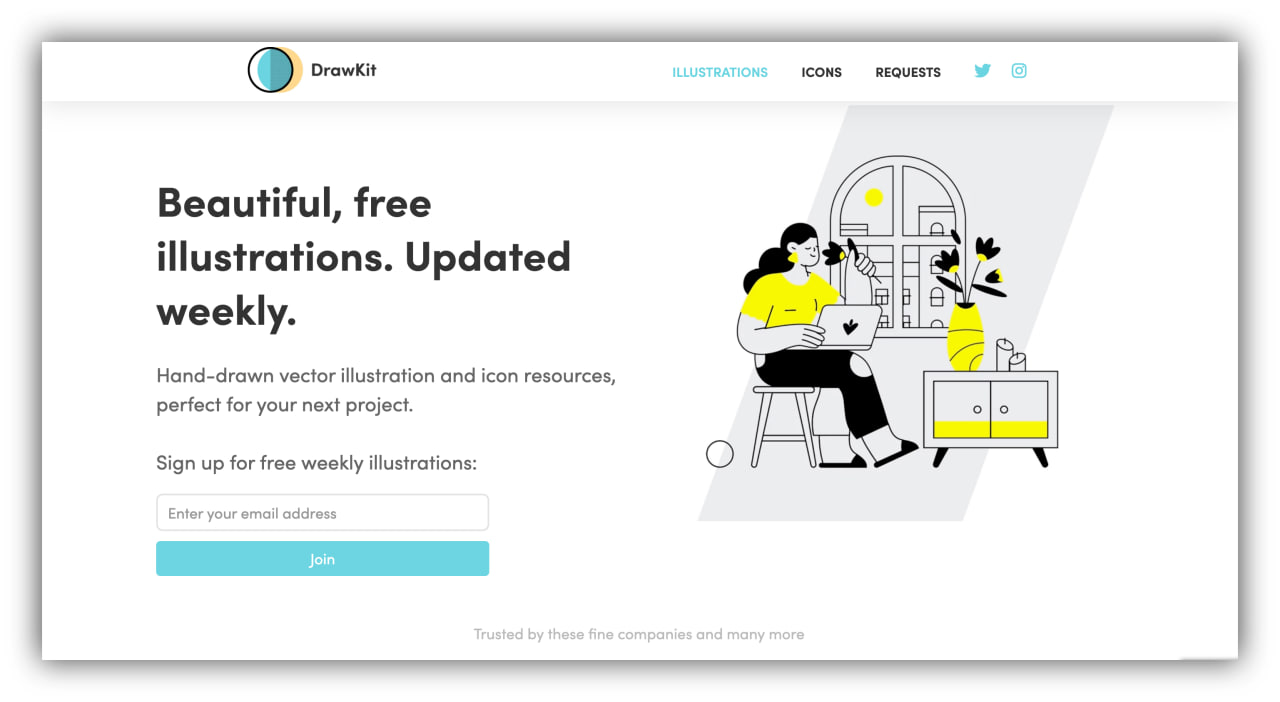 DrawKit
ILLUSTRATIONS ICONS REQUESTS
Beautiful, free
illustrations. Updated
weekly.
Hand-drawn vector illustration and icon resources,
perfect for your next project.
Sign up for free weekly illustrations:
Enter your email address
Join
Trusted by these fine companies and many more